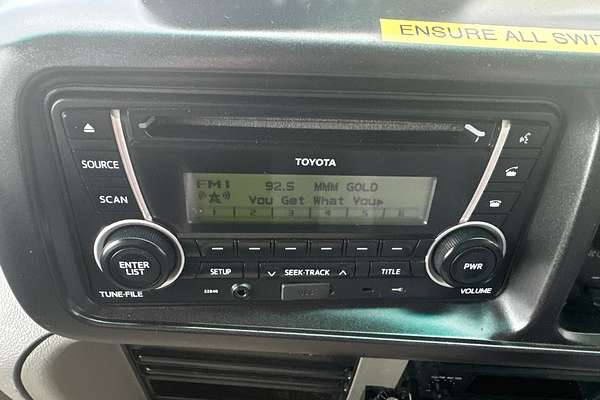 ENSURE ALL SWIT
TOYOTA
SOURCE
SCAN
FM1 92.5 MMM GOLD
You Get What You▸
1 2 3 4 5 6
ENTER
LIST
TUNE·FILE
SETUP
SEEK·TRACK
TITLE
PWR
VOLUME